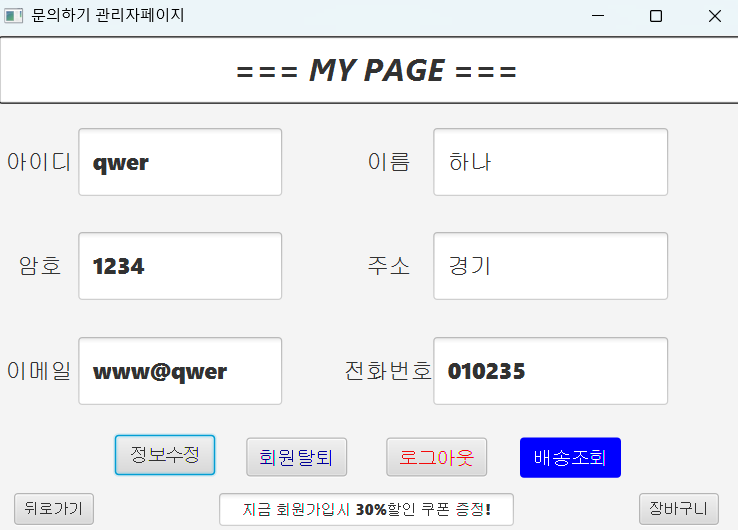 문의하기 관리자페이지
=== MY PAGE ===
아이디 qwer 이름 하나
암호 1234 주소 경기
이메일 www@qwer 전화번호 010235
정보수정 회원탈퇴 로그아웃 배송조회
뒤로가기 지금 회원가입시 30%할인 쿠폰 증정! 장바구니